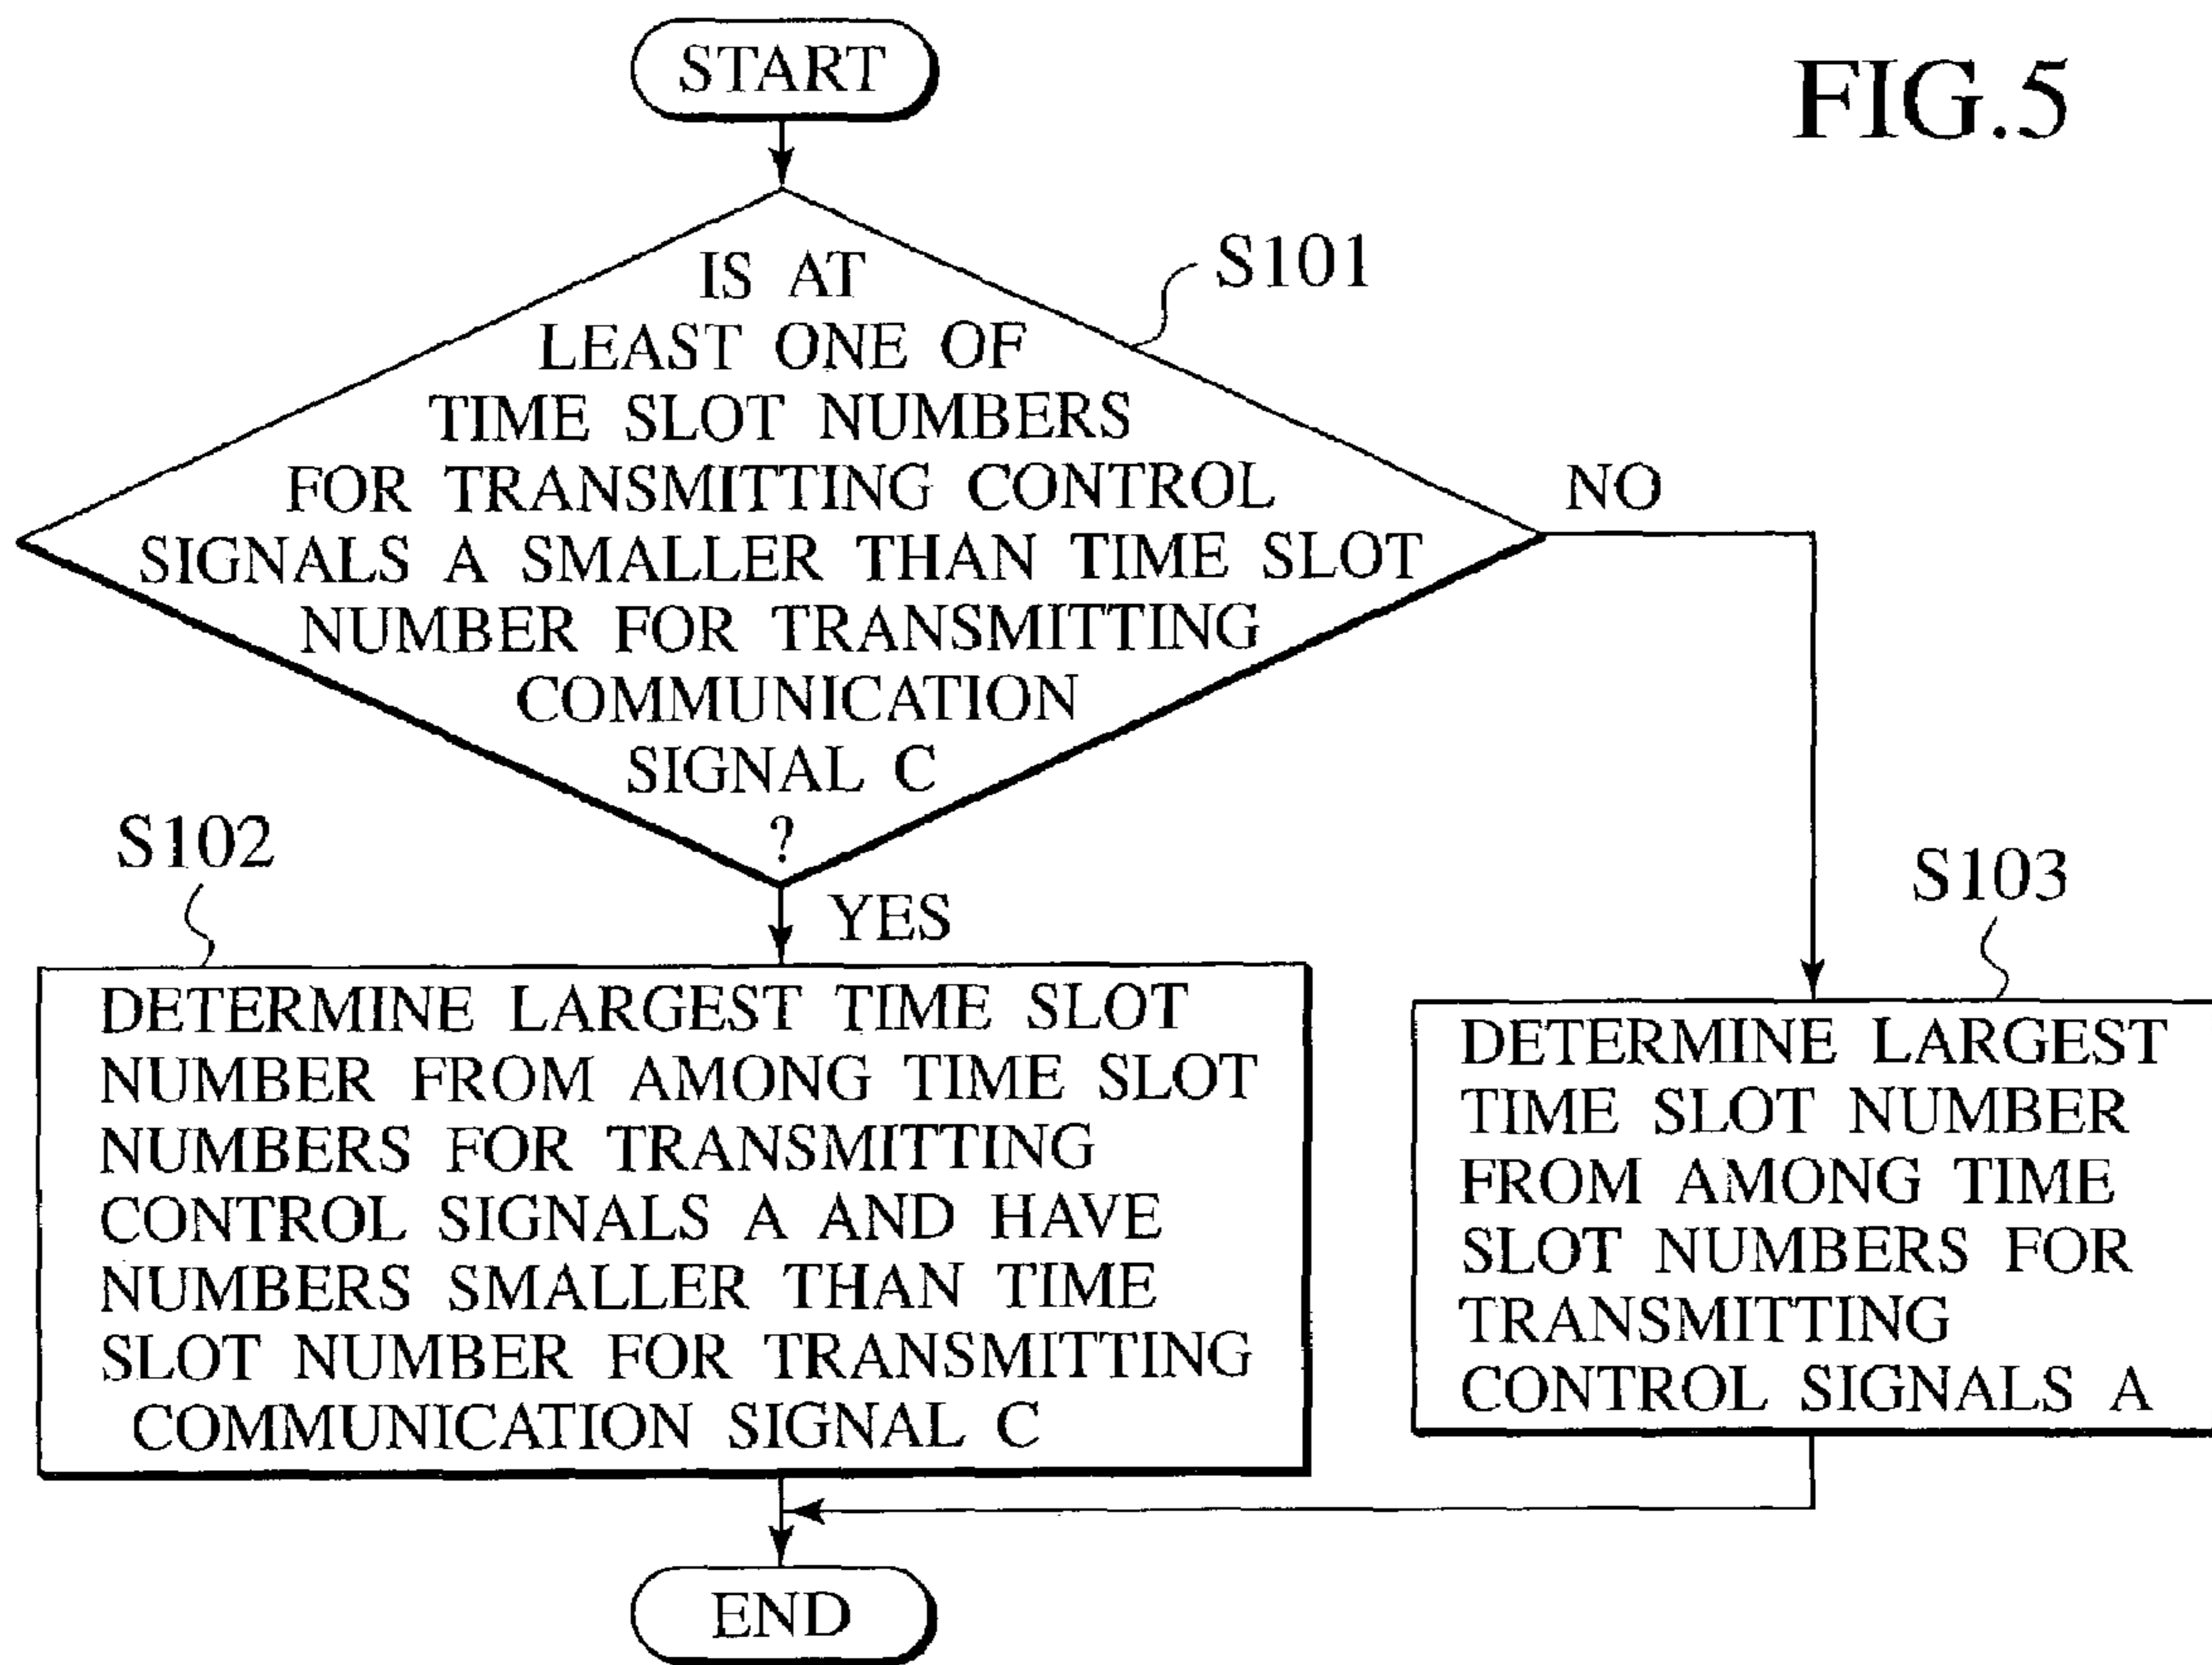 FIG.5
START
S101
IS AT
LEAST ONE OF
TIME SLOT NUMBERS
FOR TRANSMITTING CONTROL
SIGNALS A SMALLER THAN TIME SLOT
NUMBER FOR TRANSMITTING
COMMUNICATION
SIGNAL C
?
NO
YES
S102
DETERMINE LARGEST TIME SLOT
NUMBER FROM AMONG TIME SLOT
NUMBERS FOR TRANSMITTING
CONTROL SIGNALS A AND HAVE
NUMBERS SMALLER THAN TIME
SLOT NUMBER FOR TRANSMITTING
COMMUNICATION SIGNAL C
S103
DETERMINE LARGEST
TIME SLOT NUMBER
FROM AMONG TIME
SLOT NUMBERS FOR
TRANSMITTING
CONTROL SIGNALS A
END